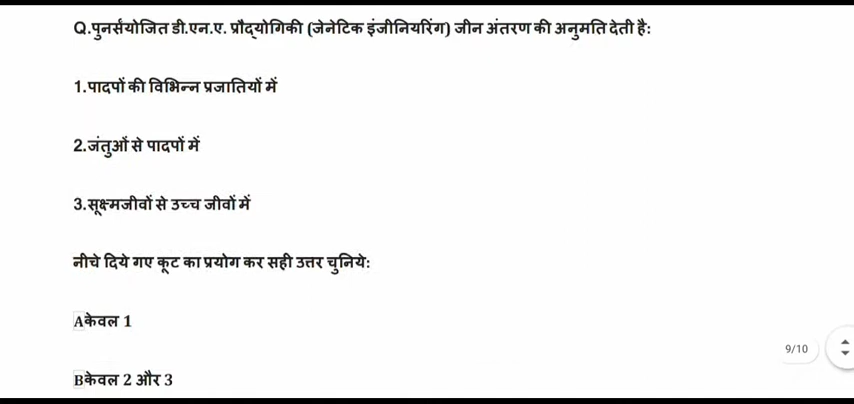 Q.पुनर्संयोजित डी.एन.ए. प्रौद्योगिकी (जेनेटिक इंजीनियरिंग) जीन अंतरण की अनुमति देती है:
1.पादपों की विभिन्न प्रजातियों में
2.जंतुओं से पादपों में
3.सूक्ष्मजीवों से उच्च जीवों में
नीचे दिये गए कूट का प्रयोग कर सही उत्तर चुनिये:
Aकेवल 1
9/10
Bकेवल 2 और 3